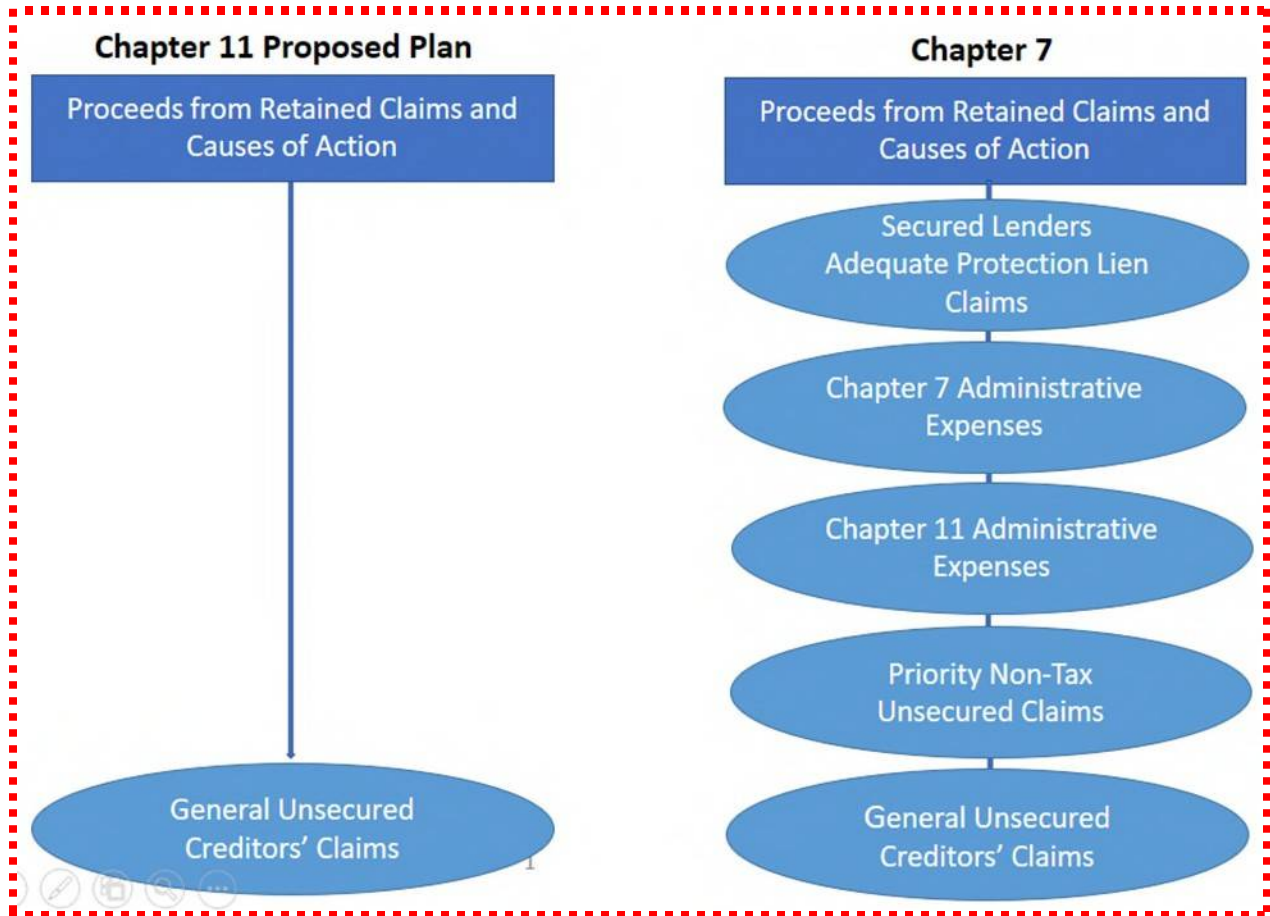 Chapter 11 Proposed Plan
Proceeds from Retained Claims and
Causes of Action
General Unsecured
Creditors’ Claims
1
Chapter 7
Proceeds from Retained Claims and
Causes of Action
Secured Lenders
Adequate Protection Lien
Claims
Chapter 7 Administrative
Expenses
Chapter 11 Administrative
Expenses
Priority Non-Tax
Unsecured Claims
General Unsecured
Creditors’ Claims